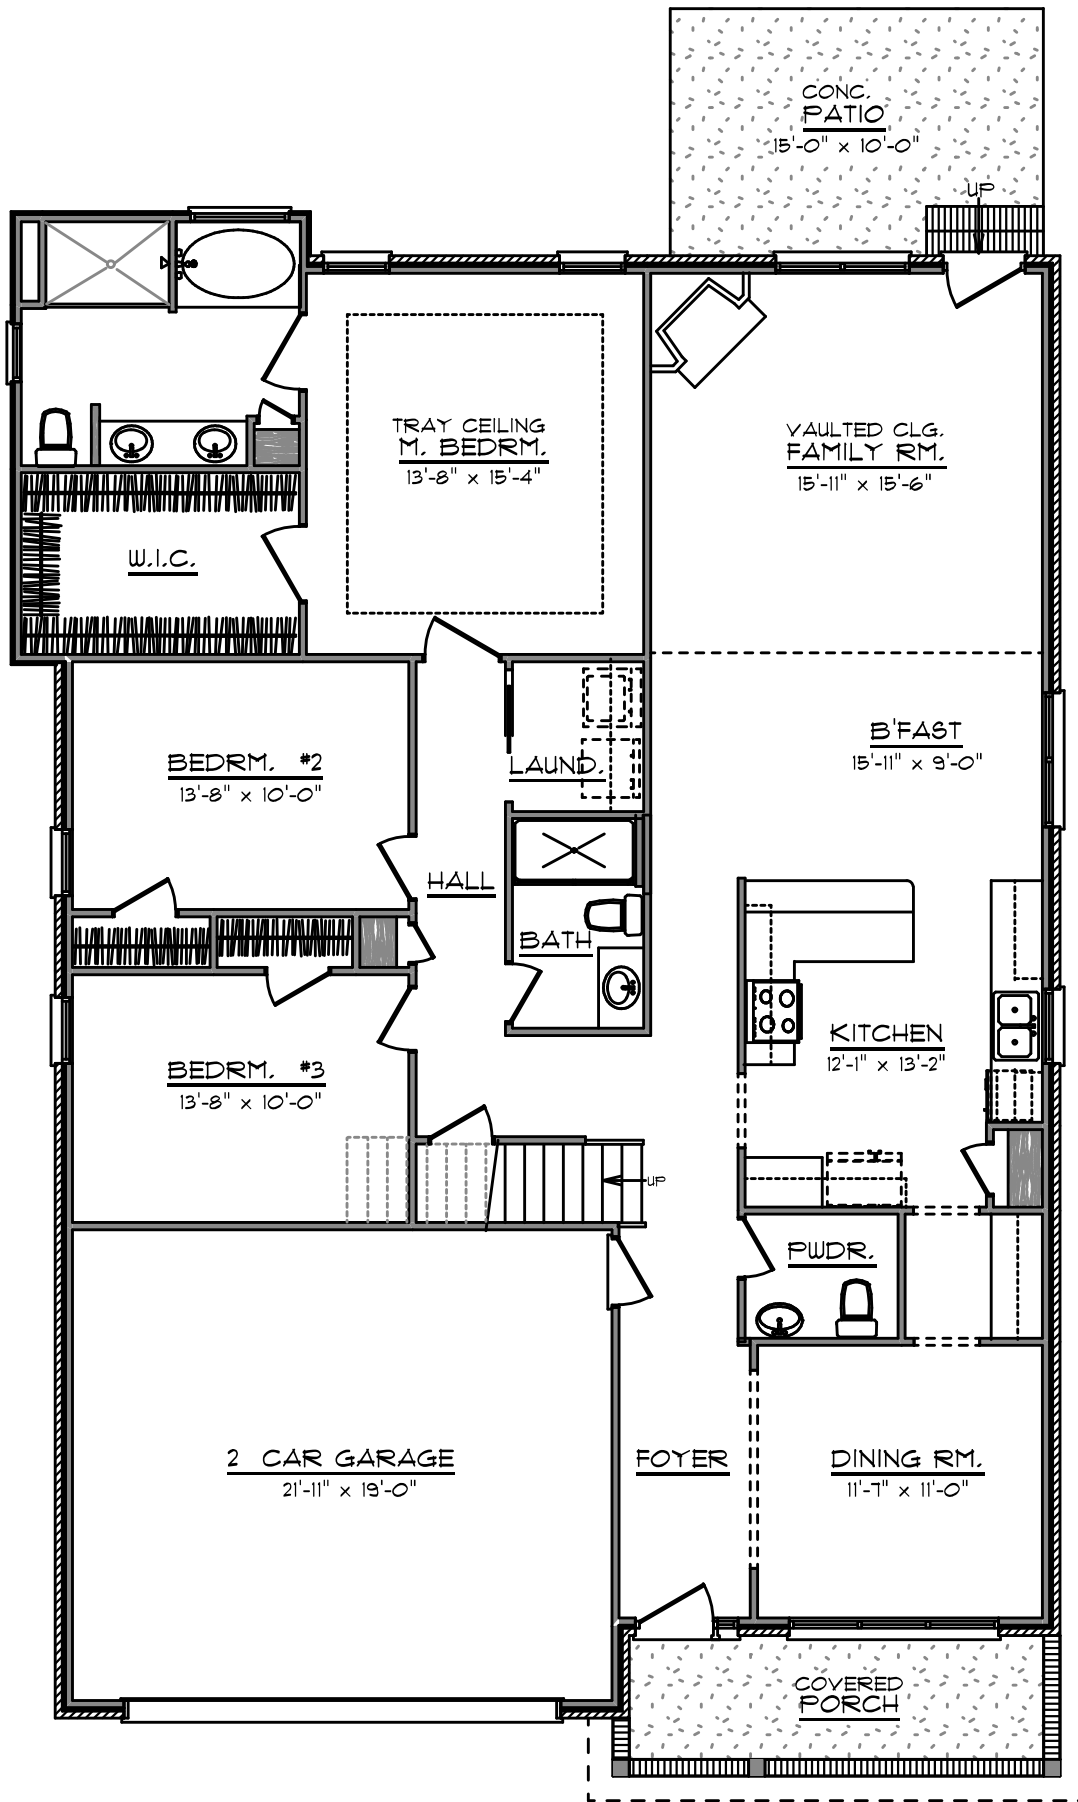 CONC.
PATIO
15'-0" x 10'-0"
UP
TRAY CEILING
M. BEDRM.
13'-8" x 15'-4"
VAULTED CLG.
FAMILY RM.
15'-11" x 15'-6"
W.I.C.
B'FAST
15'-11" x 9'-0"
BEDRM. #2
13'-8" x 10'-0"
LAUND.
HALL
BATH
KITCHEN
12'-1" x 13'-2"
BEDRM. #3
13'-8" x 10'-0"
UP
PWDR.
2 CAR GARAGE
21'-11" x 19'-0"
FOYER
DINING RM.
11'-7" x 11'-0"
COVERED
PORCH